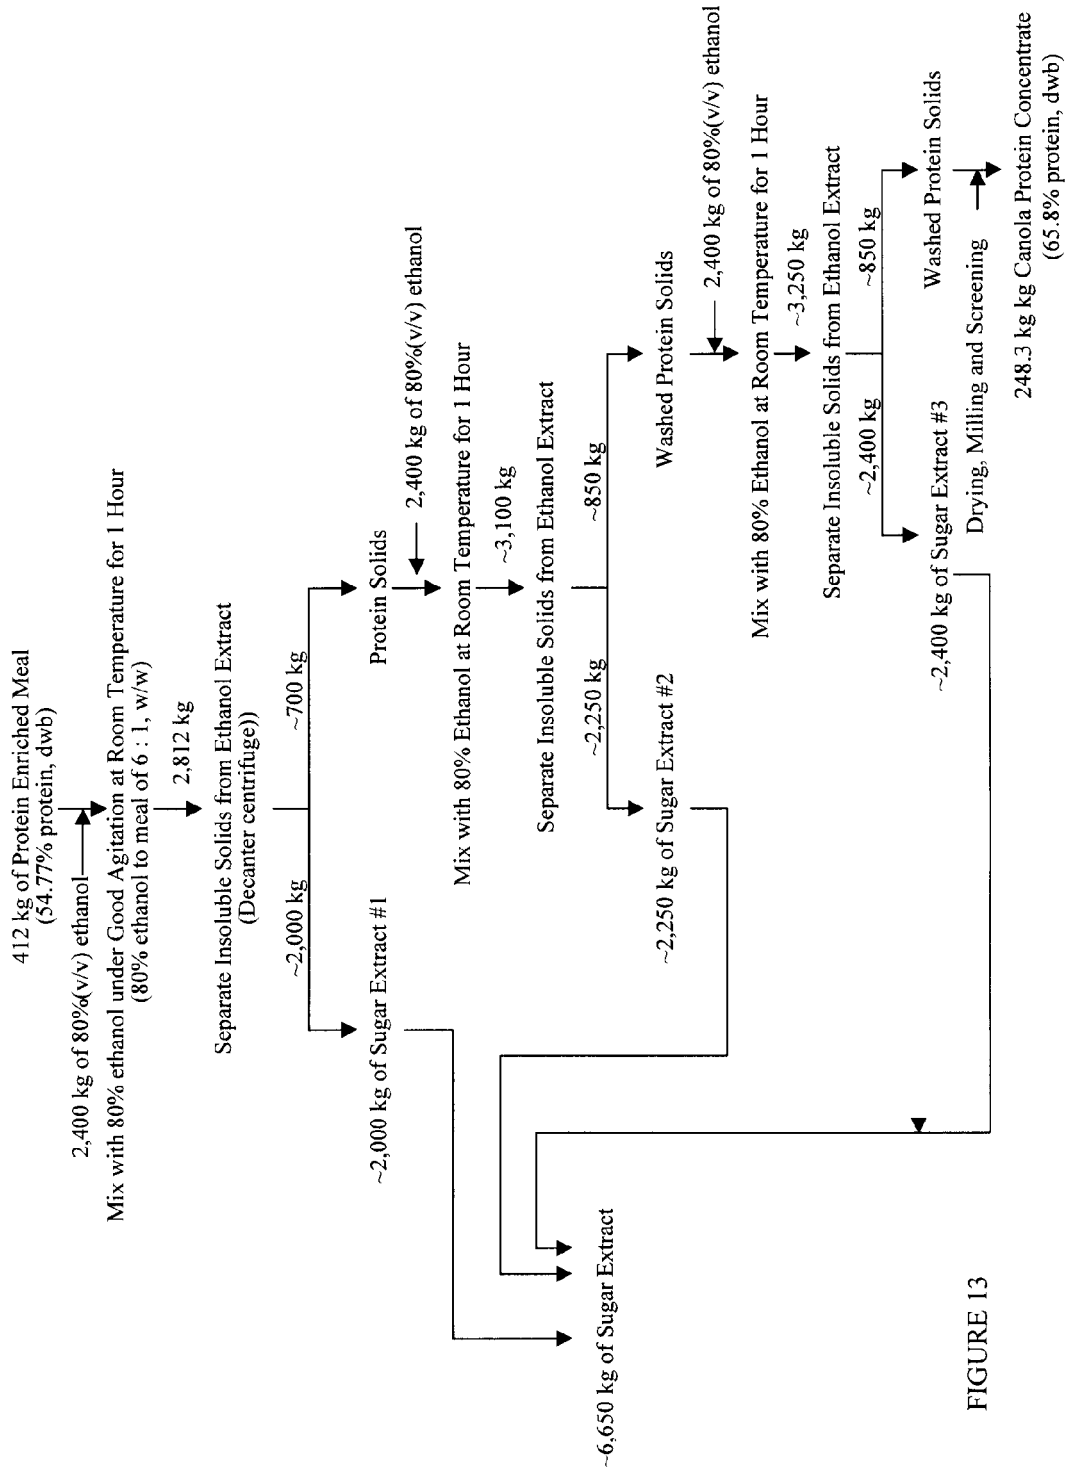 412 kg of Protein Enriched Meal
(54.77% protein, dwb)
2,400 kg of 80%(v/v) ethanol
Mix with 80% ethanol under Good Agitation at Room Temperature for 1 Hour
(80% ethanol to meal of 6 : 1, w/w)
2,812 kg
Separate Insoluble Solids from Ethanol Extract
(Decanter centrifuge))
~2,000 kg
~700 kg
~2,000 kg of Sugar Extract #1
Protein Solids
2,400 kg of 80%(v/v) ethanol
Mix with 80% Ethanol at Room Temperature for 1 Hour
~3,100 kg
Separate Insoluble Solids from Ethanol Extract
~2,250 kg
~850 kg
~2,250 kg of Sugar Extract #2
Washed Protein Solids
2,400 kg of 80%(v/v) ethanol
Mix with 80% Ethanol at Room Temperature for 1 Hour
~3,250 kg
Separate Insoluble Solids from Ethanol Extract
~2,400 kg
~850 kg
~2,400 kg of Sugar Extract #3
Washed Protein Solids
Drying, Milling and Screening
248.3 kg kg Canola Protein Concentrate
(65.8% protein, dwb)
~6,650 kg of Sugar Extract
FIGURE 13